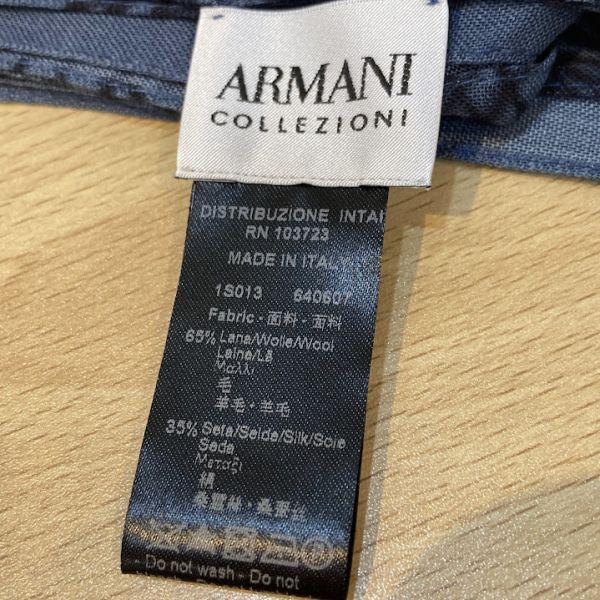 ARMANI
COLLEZIONI
DISTRIBUZIONE INTAI
RN 103723
MADE IN ITALY
1S013 640607
Fabric - 面料 - 面料
65% Lana/Wolle/Wool
Laine/Lã
Μαλλί
毛
羊毛 - 羊毛
35% Seta/Seide/Silk/Soie
Seda
Μετάξι
絹
桑蠶絲 - 桑蚕丝
- Do not wash - Do not